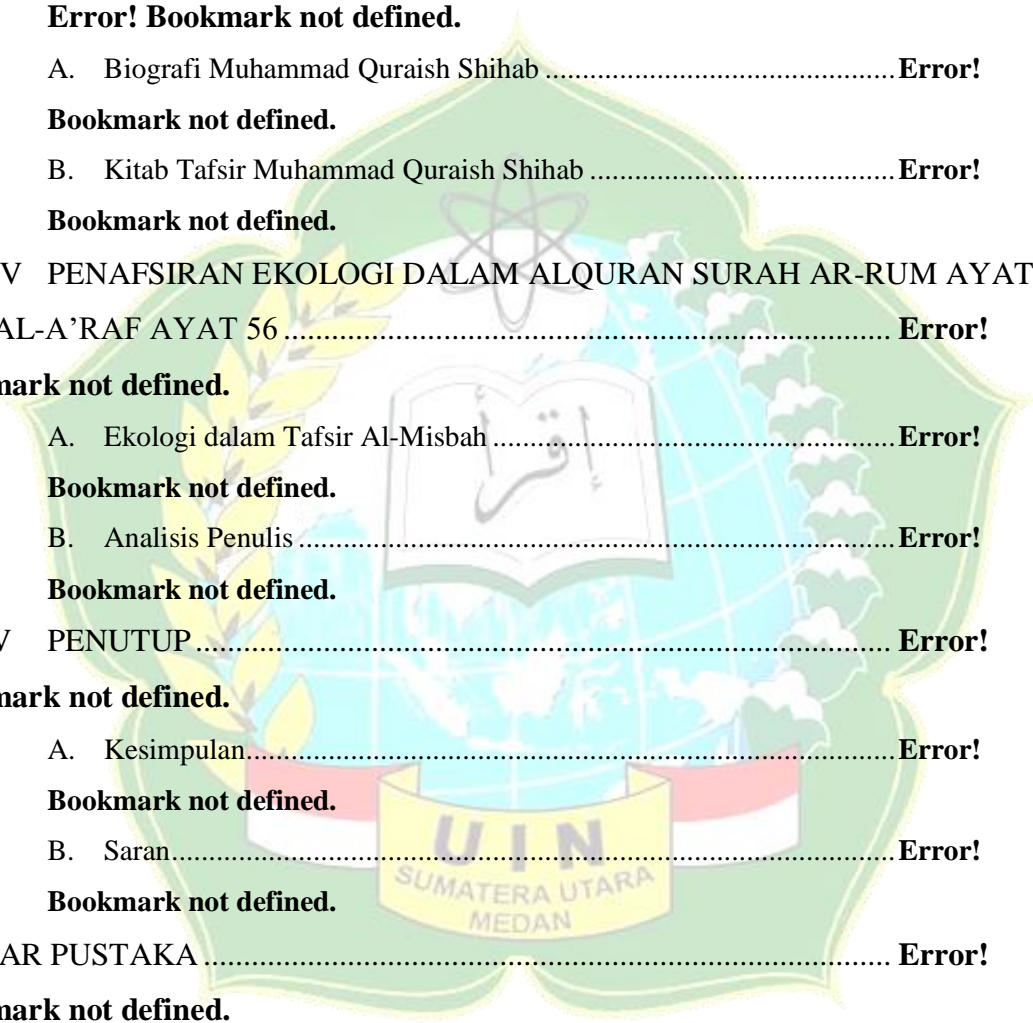 Error! Bookmark not defined.
A. Biografi Muhammad Quraish Shihab ................................................ Error!
Bookmark not defined.
B. Kitab Tafsir Muhammad Quraish Shihab .......................................... Error!
Bookmark not defined.
V PENAFSIRAN EKOLOGI DALAM ALQURAN SURAH AR-RUM AYAT
AL-A'RAF AYAT 56 ................................................................................ Error!
mark not defined.
A. Ekologi dalam Tafsir Al-Misbah ....................................................... Error!
Bookmark not defined.
B. Analisis Penulis ................................................................................. Error!
Bookmark not defined.
V PENUTUP ............................................................................................ Error!
mark not defined.
A. Kesimpulan ........................................................................................ Error!
Bookmark not defined.
B. Saran .................................................................................................. Error!
Bookmark not defined.
AR PUSTAKA ........................................................................................... Error!
mark not defined.
اقرأ
UIN
SUMATERA UTARA
MEDAN